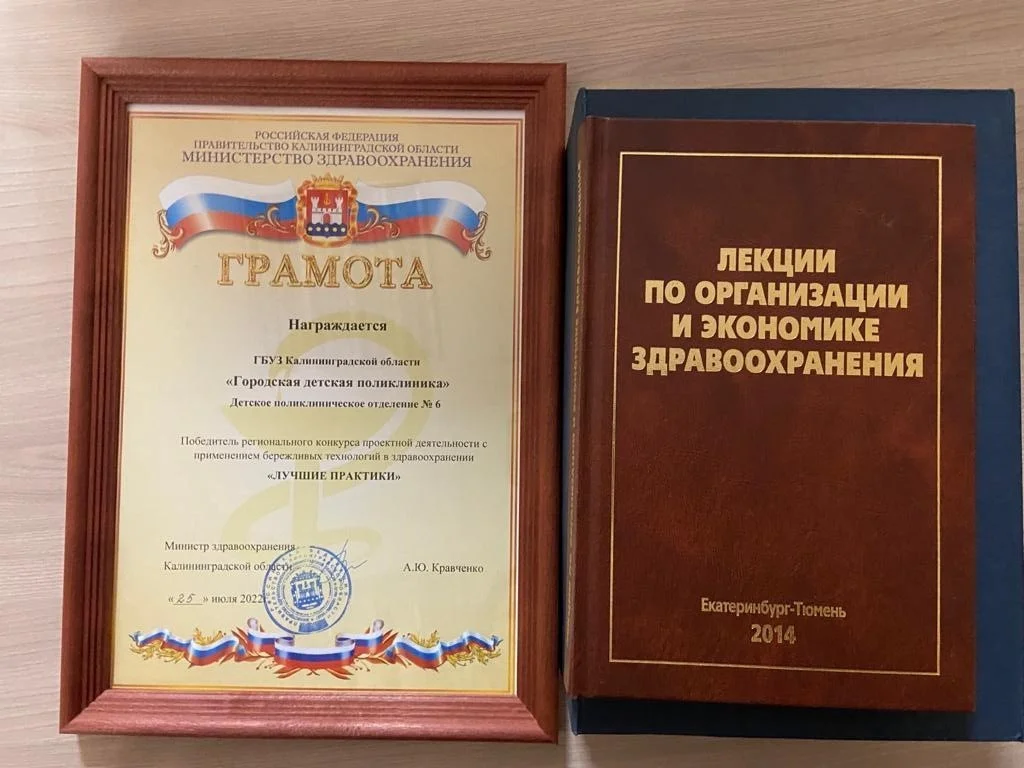 РОССИЙСКАЯ ФЕДЕРАЦИЯ
ПРАВИТЕЛЬСТВО КАЛИНИНГРАДСКОЙ ОБЛАСТИ
МИНИСТЕРСТВО ЗДРАВООХРАНЕНИЯ
ГРАМОТА
Награждается
ГБУЗ Калининградской области
«Городская детская поликлиника»
Детское поликлиническое отделение № 6
Победитель регионального конкурса проектной деятельности с
применением бережливых технологий в здравоохранении
«ЛУЧШИЕ ПРАКТИКИ»
Министр здравоохранения
Калининградской области
А.Ю. Кравченко
«25» июля 2022г.
ЛЕКЦИИ
ПО ОРГАНИЗАЦИИ
И ЭКОНОМИКЕ
ЗДРАВООХРАНЕНИЯ
Екатеринбург-Тюмень
2014